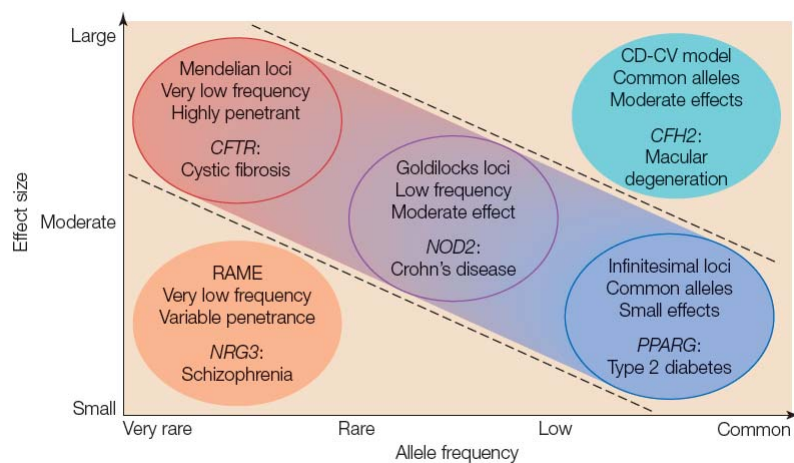 Large
Moderate
Small
Effect size
Mendelian loci
Very low frequency
Highly penetrant
CFTR:
Cystic fibrosis
CD-CV model
Common alleles
Moderate effects
CFH2:
Macular
degeneration
Goldilocks loci
Low frequency
Moderate effect
NOD2:
Crohn’s disease
RAME
Very low frequency
Variable penetrance
NRG3:
Schizophrenia
Infinitesimal loci
Common alleles
Small effects
PPARG:
Type 2 diabetes
Very rare
Rare
Low
Common
Allele frequency